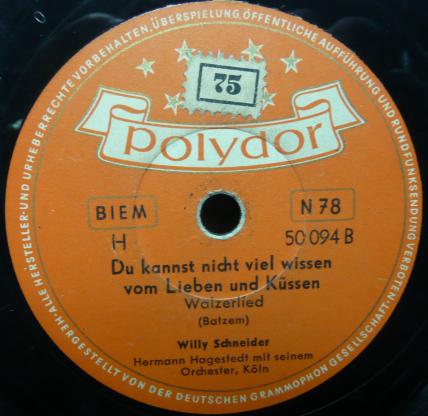 ALLE HERSTELLER- UND URHEBERRECHTE VORBEHALTEN, ÜBERSPIELUNG, ÖFFENTLICHE AUFFÜHRUNG UND RUNDFUNKSENDUNG VERBOTEN.
75
polydor
BIEM
N 78
H
50 094 B
Du kannst nicht viel wissen
vom Lieben und Küssen
Walzerlied
(Batzem)
Willy Schneider
Hermann Hagestedt mit seinem
Orchester, Köln
HERGESTELLT VON DER DEUTSCHEN GRAMMOPHON GESELLSCHAFT